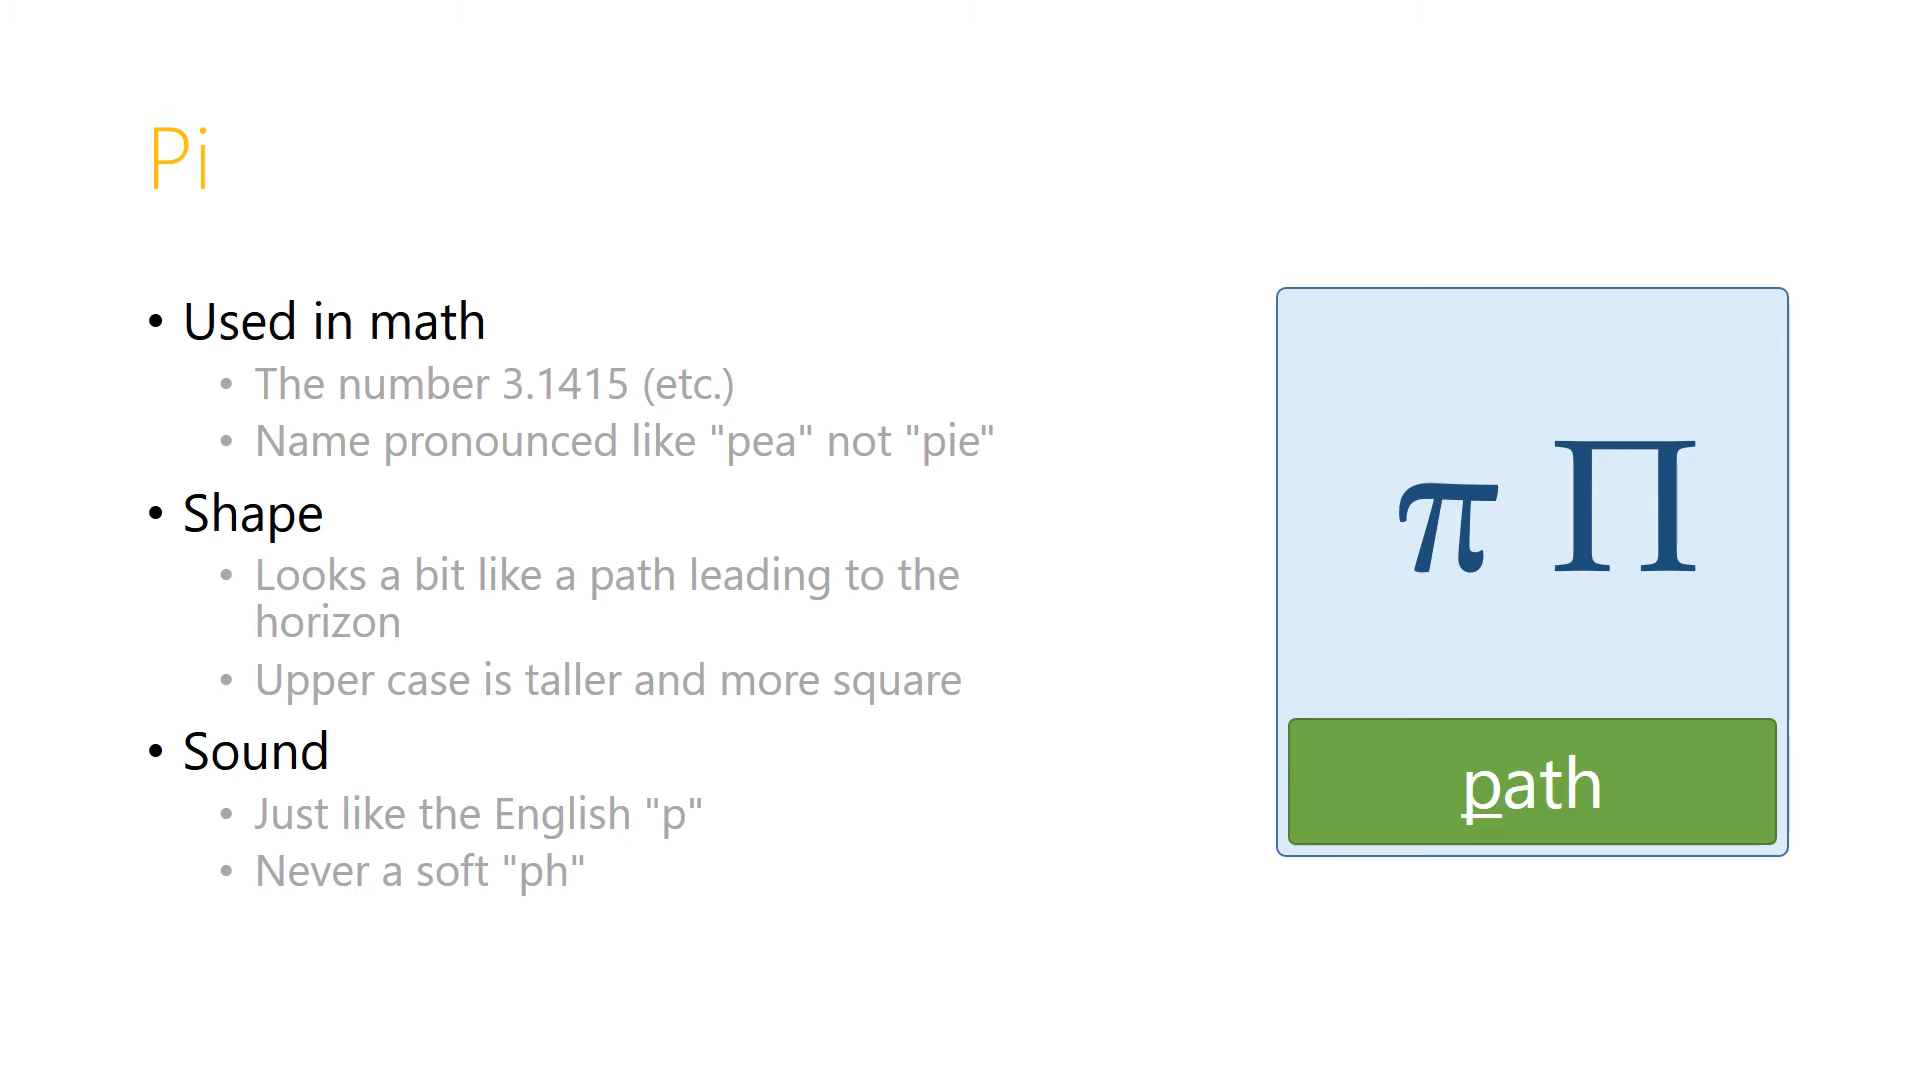 Pi
• Used in math
• The number 3.1415 (etc.)
• Name pronounced like "pea" not "pie"
• Shape
• Looks a bit like a path leading to the
horizon
• Upper case is taller and more square
• Sound
• Just like the English "p"
• Never a soft "ph"
π Π
path